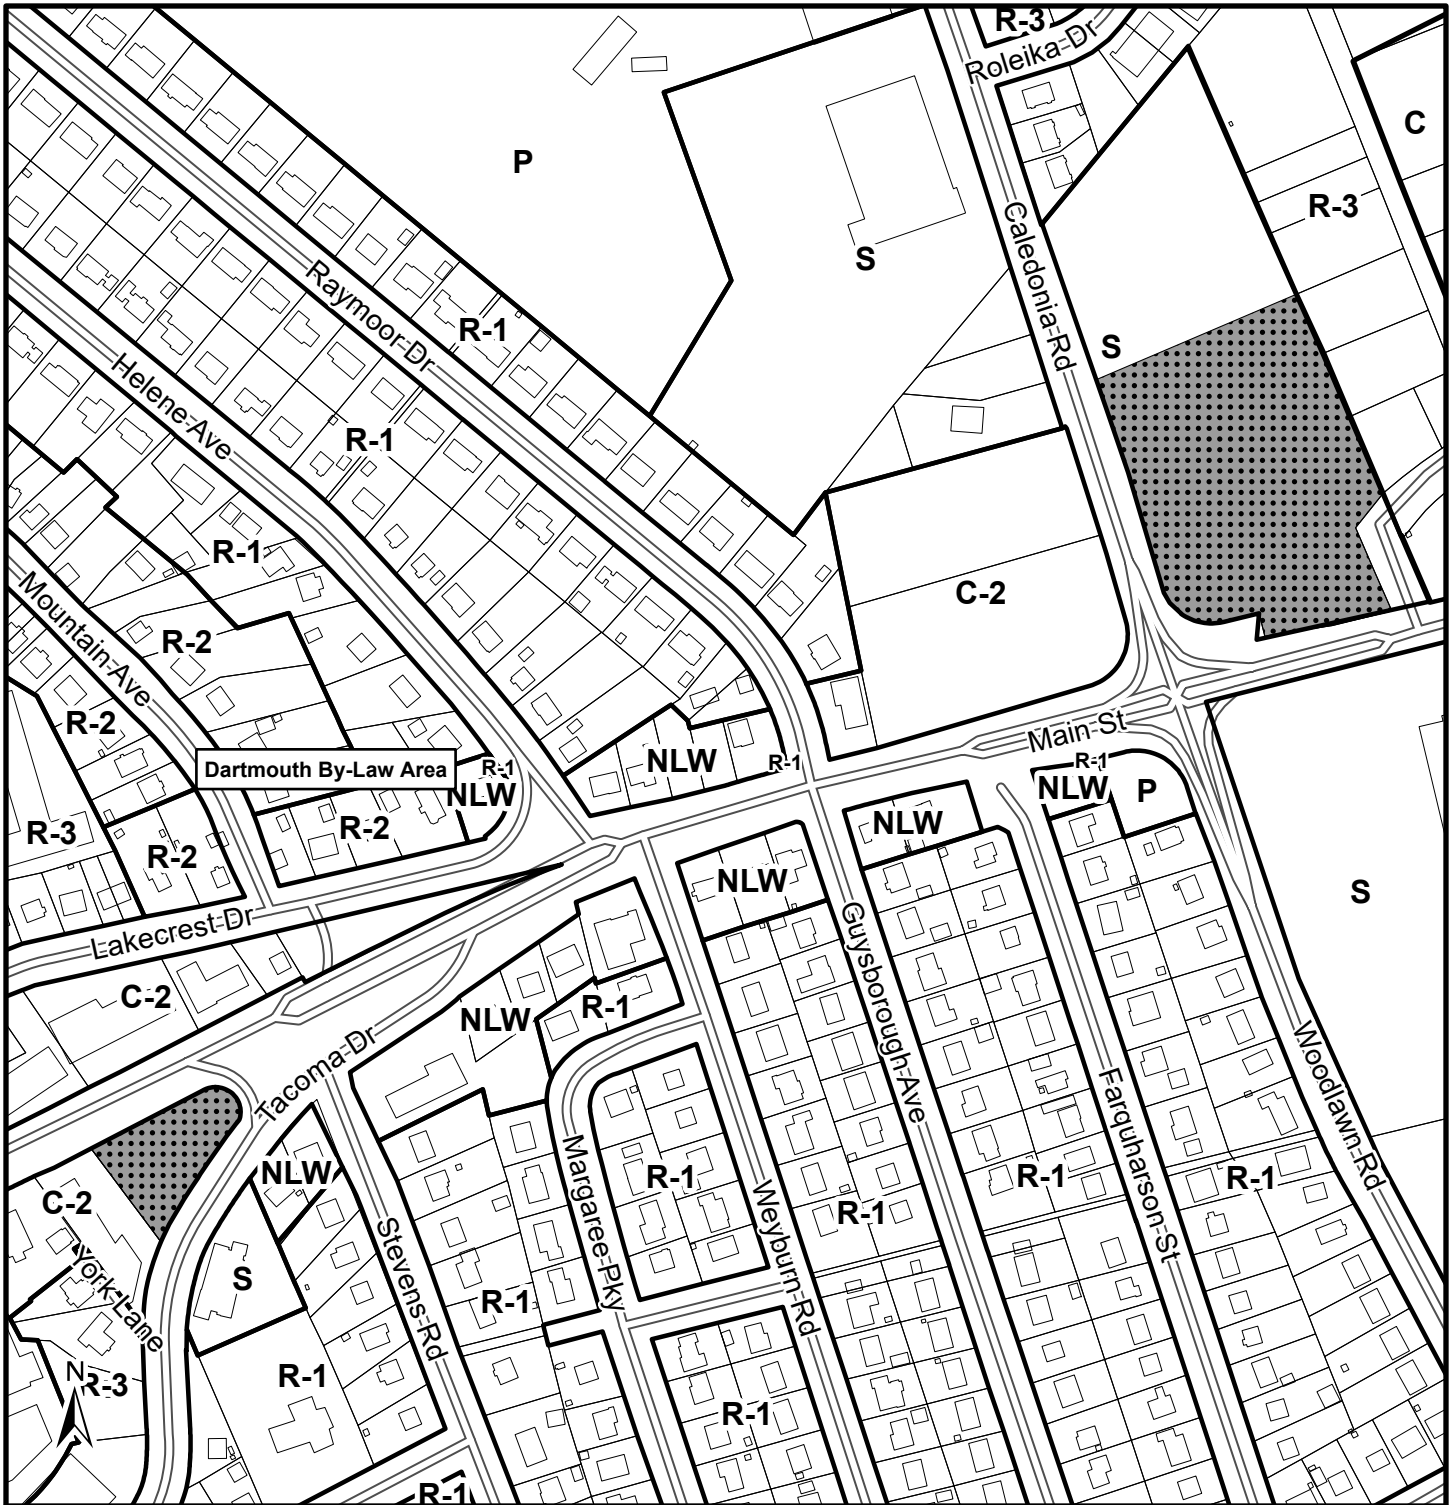 R-3
Roleika Dr
C
P
R-3
Caledonia Rd
S
Raymoor Dr
R-1
S
Helene Ave
R-1
R-1
C-2
Mountain Ave
R-2
R-2
Main St
NLW
R-1
R-1
Dartmouth By-Law Area
R-1
NLW
NLW
P
R-3
R-2
R-2
NLW
NLW
S
Lakecrest Dr
Guysborough Ave
C-2
NLW
R-1
Tacoma Dr
Woodlawn Rd
Farquharson St
NLW
Margaree Pky
R-1
R-1
R-1
C-2
Weyburn Rd
R-1
York Lane
S
Stevens Rd
R-1
N
R-3
R-1
R-1
R-1